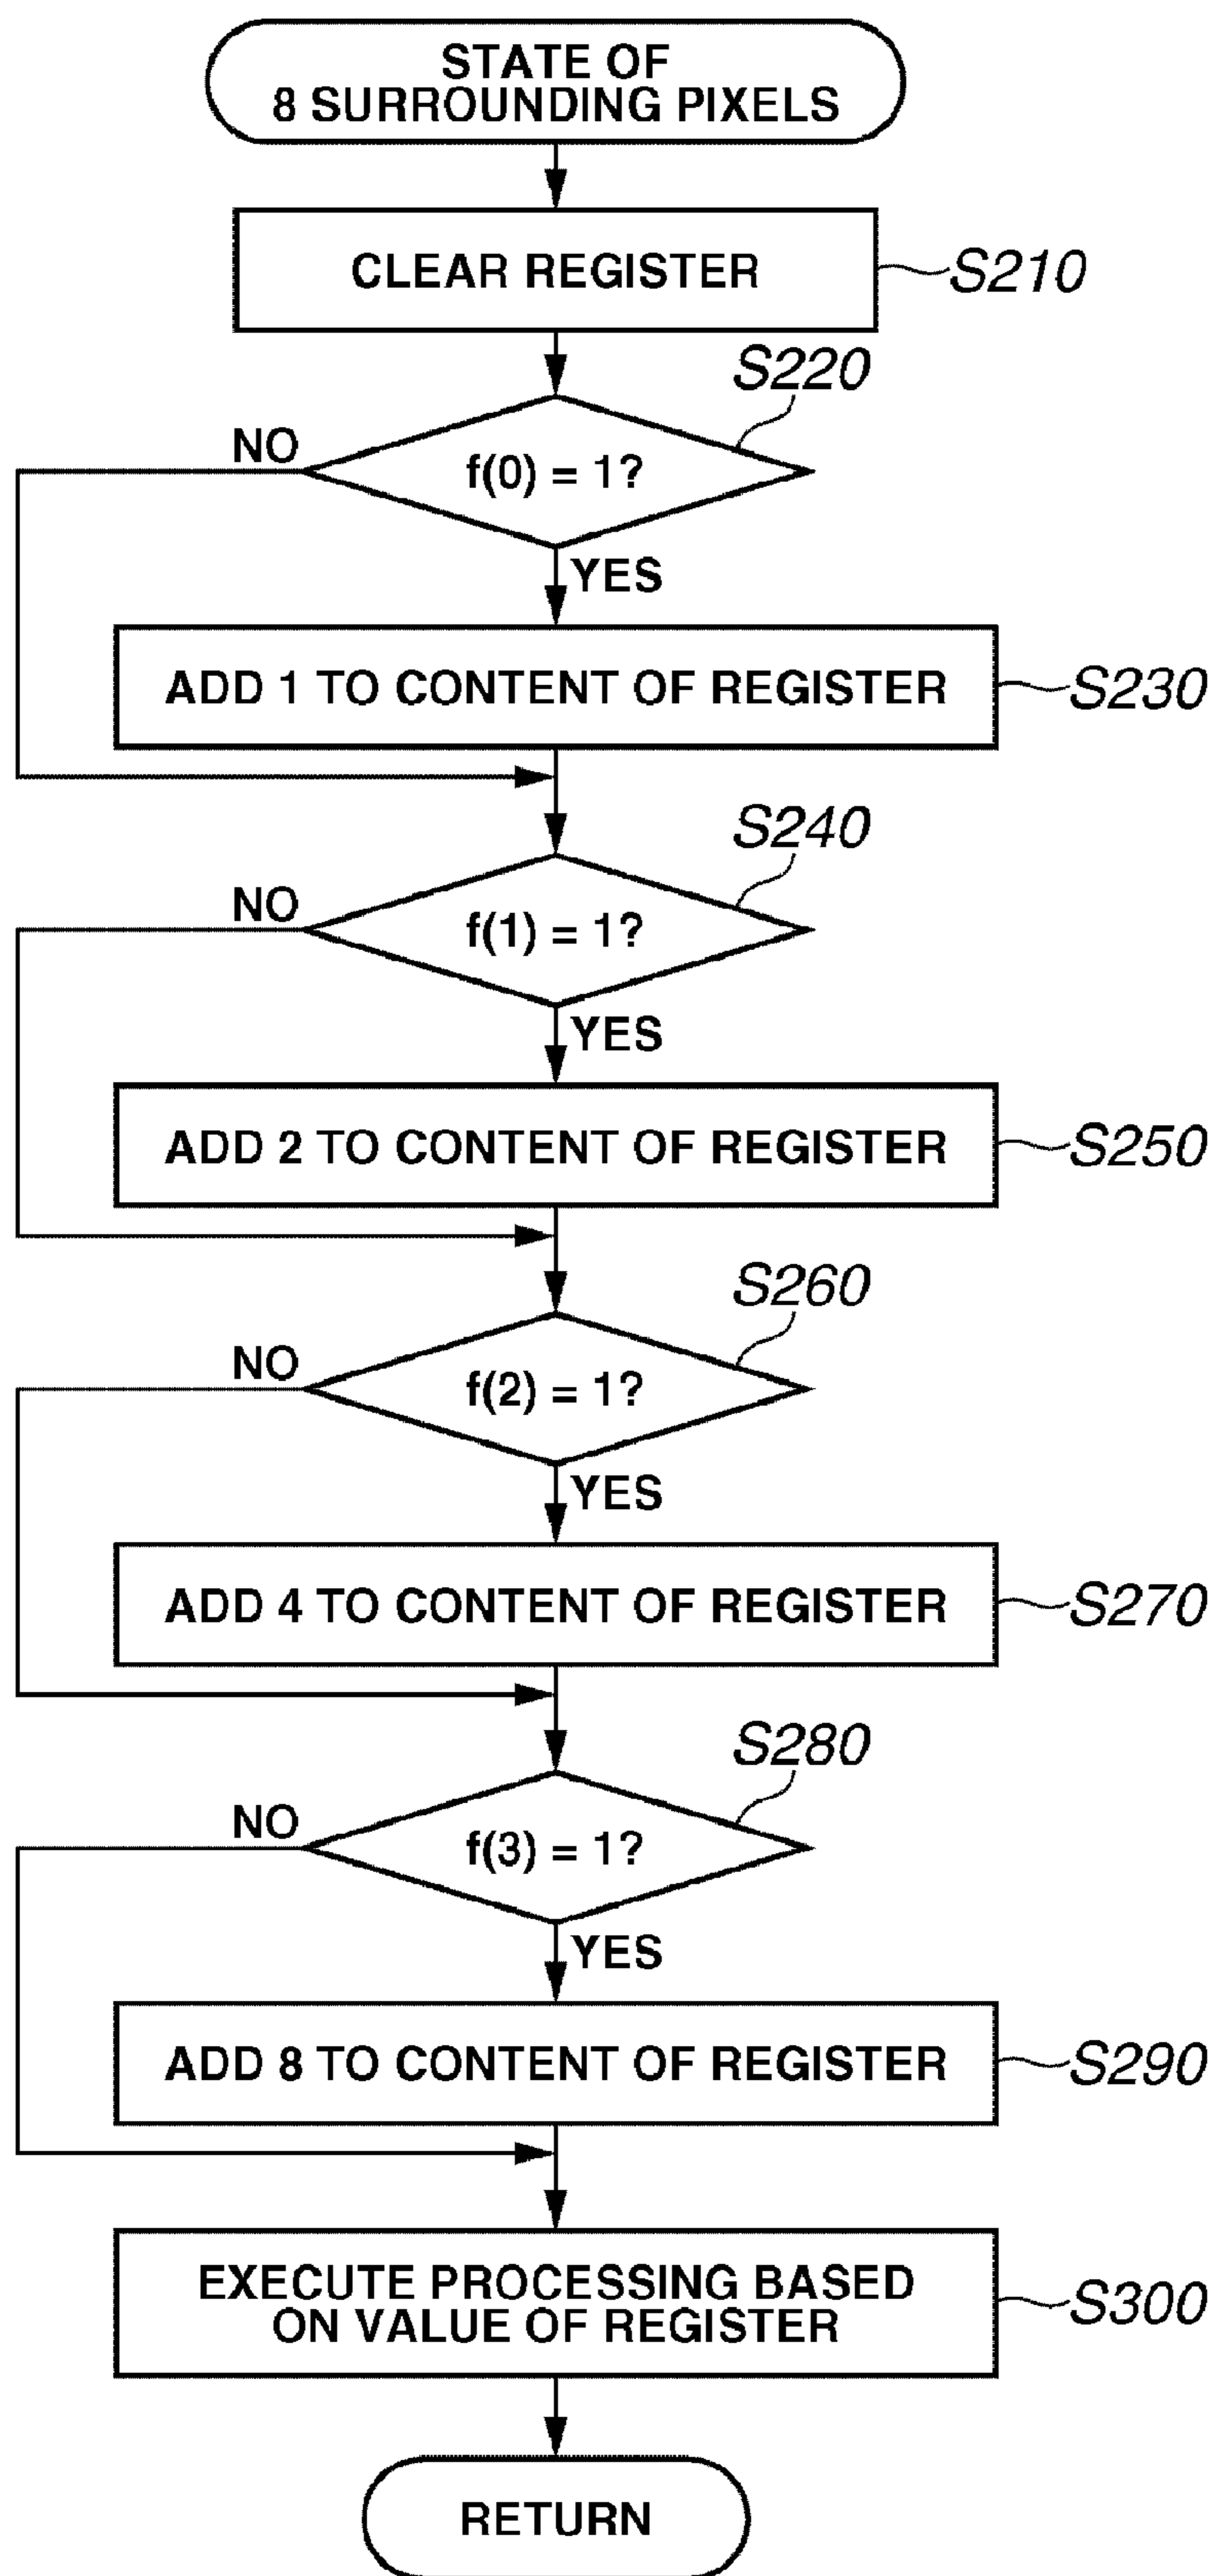 STATE OF
8 SURROUNDING PIXELS
CLEAR REGISTER
S210
S220
NO
f(0) = 1?
YES
ADD 1 TO CONTENT OF REGISTER
S230
S240
NO
f(1) = 1?
YES
ADD 2 TO CONTENT OF REGISTER
S250
S260
NO
f(2) = 1?
YES
ADD 4 TO CONTENT OF REGISTER
S270
S280
NO
f(3) = 1?
YES
ADD 8 TO CONTENT OF REGISTER
S290
EXECUTE PROCESSING BASED
ON VALUE OF REGISTER
S300
RETURN